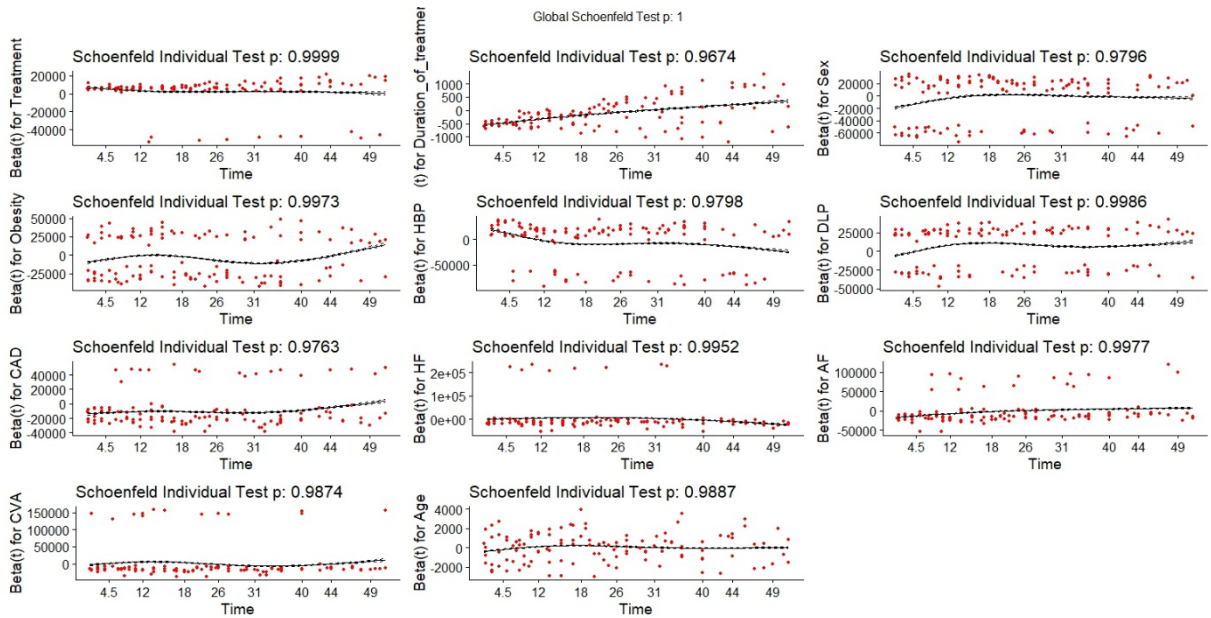 Global Schoenfeld Test p: 1
Schoenfeld Individual Test p: 0.9999
Beta(t) for Treatment
20000
0
-20000
-40000
4.5 12 18 26 31 40 44 49
Time
Schoenfeld Individual Test p: 0.9674
(t) for Duration_of_treatmen
1000
500
0
-500
-1000
4.5 12 18 26 31 40 44 49
Time
Schoenfeld Individual Test p: 0.9796
Beta(t) for Sex
20000
0
-20000
-40000
-60000
4.5 12 18 26 31 40 44 49
Time
Schoenfeld Individual Test p: 0.9973
Beta(t) for Obesity
50000
25000
0
-25000
4.5 12 18 26 31 40 44 49
Time
Schoenfeld Individual Test p: 0.9798
Beta(t) for HBP
0
-50000
4.5 12 18 26 31 40 44 49
Time
Schoenfeld Individual Test p: 0.9986
Beta(t) for DLP
25000
0
-25000
-50000
4.5 12 18 26 31 40 44 49
Time
Schoenfeld Individual Test p: 0.9763
Beta(t) for CAD
40000
20000
0
-20000
-40000
4.5 12 18 26 31 40 44 49
Time
Schoenfeld Individual Test p: 0.9952
Beta(t) for HF
2e+05
1e+05
0e+00
4.5 12 18 26 31 40 44 49
Time
Schoenfeld Individual Test p: 0.9977
Beta(t) for AF
100000
50000
0
-50000
4.5 12 18 26 31 40 44 49
Time
Schoenfeld Individual Test p: 0.9874
Beta(t) for CVA
150000
100000
50000
0
4.5 12 18 26 31 40 44 49
Time
Schoenfeld Individual Test p: 0.9887
Beta(t) for Age
4000
2000
0
-2000
4.5 12 18 26 31 40 44 49
Time